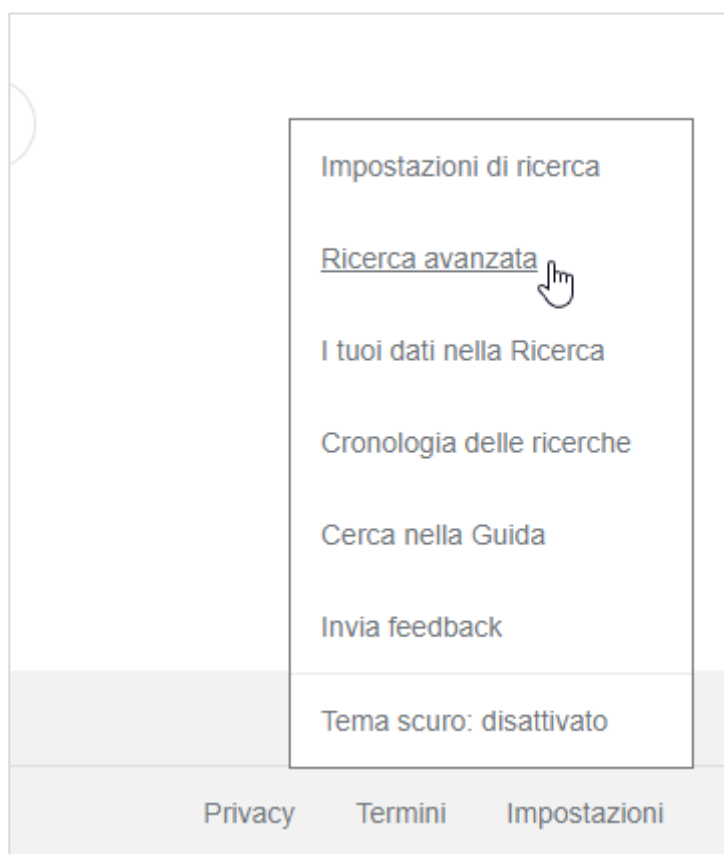 Impostazioni di ricerca
Ricerca avanzata
I tuoi dati nella Ricerca
Cronologia delle ricerche
Cerca nella Guida
Invia feedback
Tema scuro: disattivato
Privacy Termini Impostazioni